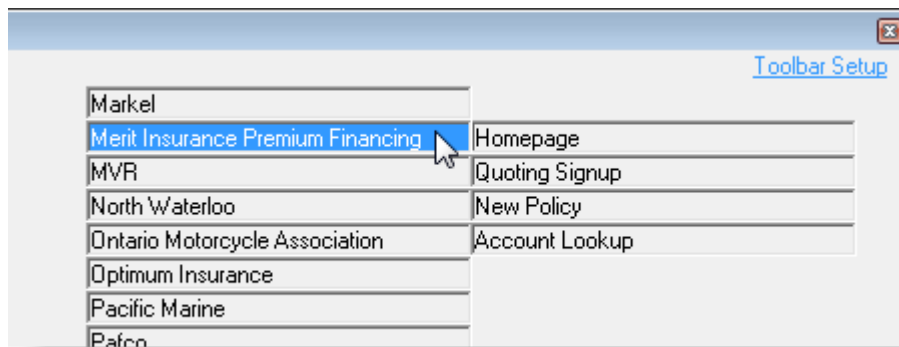 Toolbar Setup
Markel
Merit Insurance Premium Financing
Homepage
MVR
Quoting Signup
North Waterloo
New Policy
Ontario Motorcycle Association
Account Lookup
Optimum Insurance
Pacific Marine
Pafco